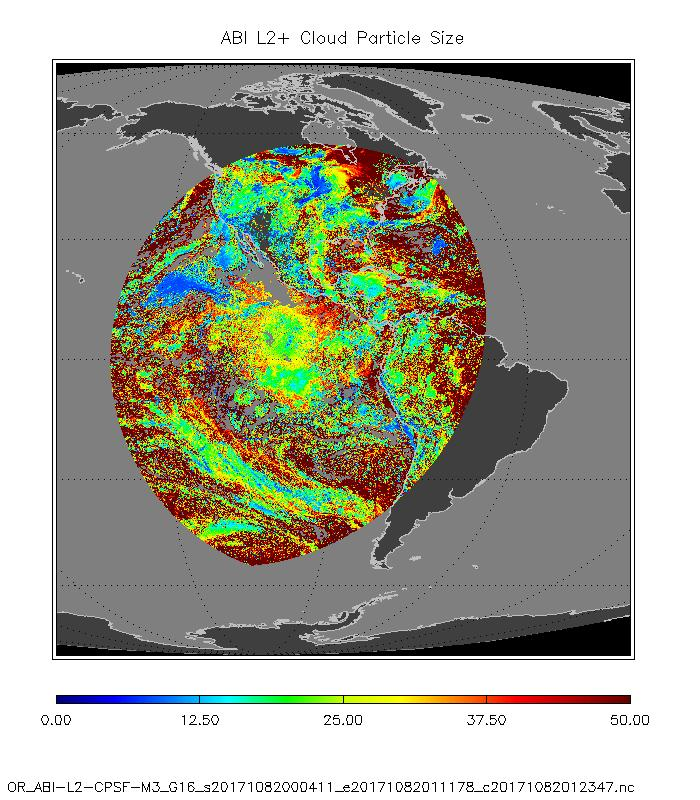 ABI L2+ Cloud Particle Size
0.00 12.50 25.00 37.50 50.00
OR_ABI-L2-CPSF-M3_G16_s20171082000411_e20171082011178_c20171082012347.nc